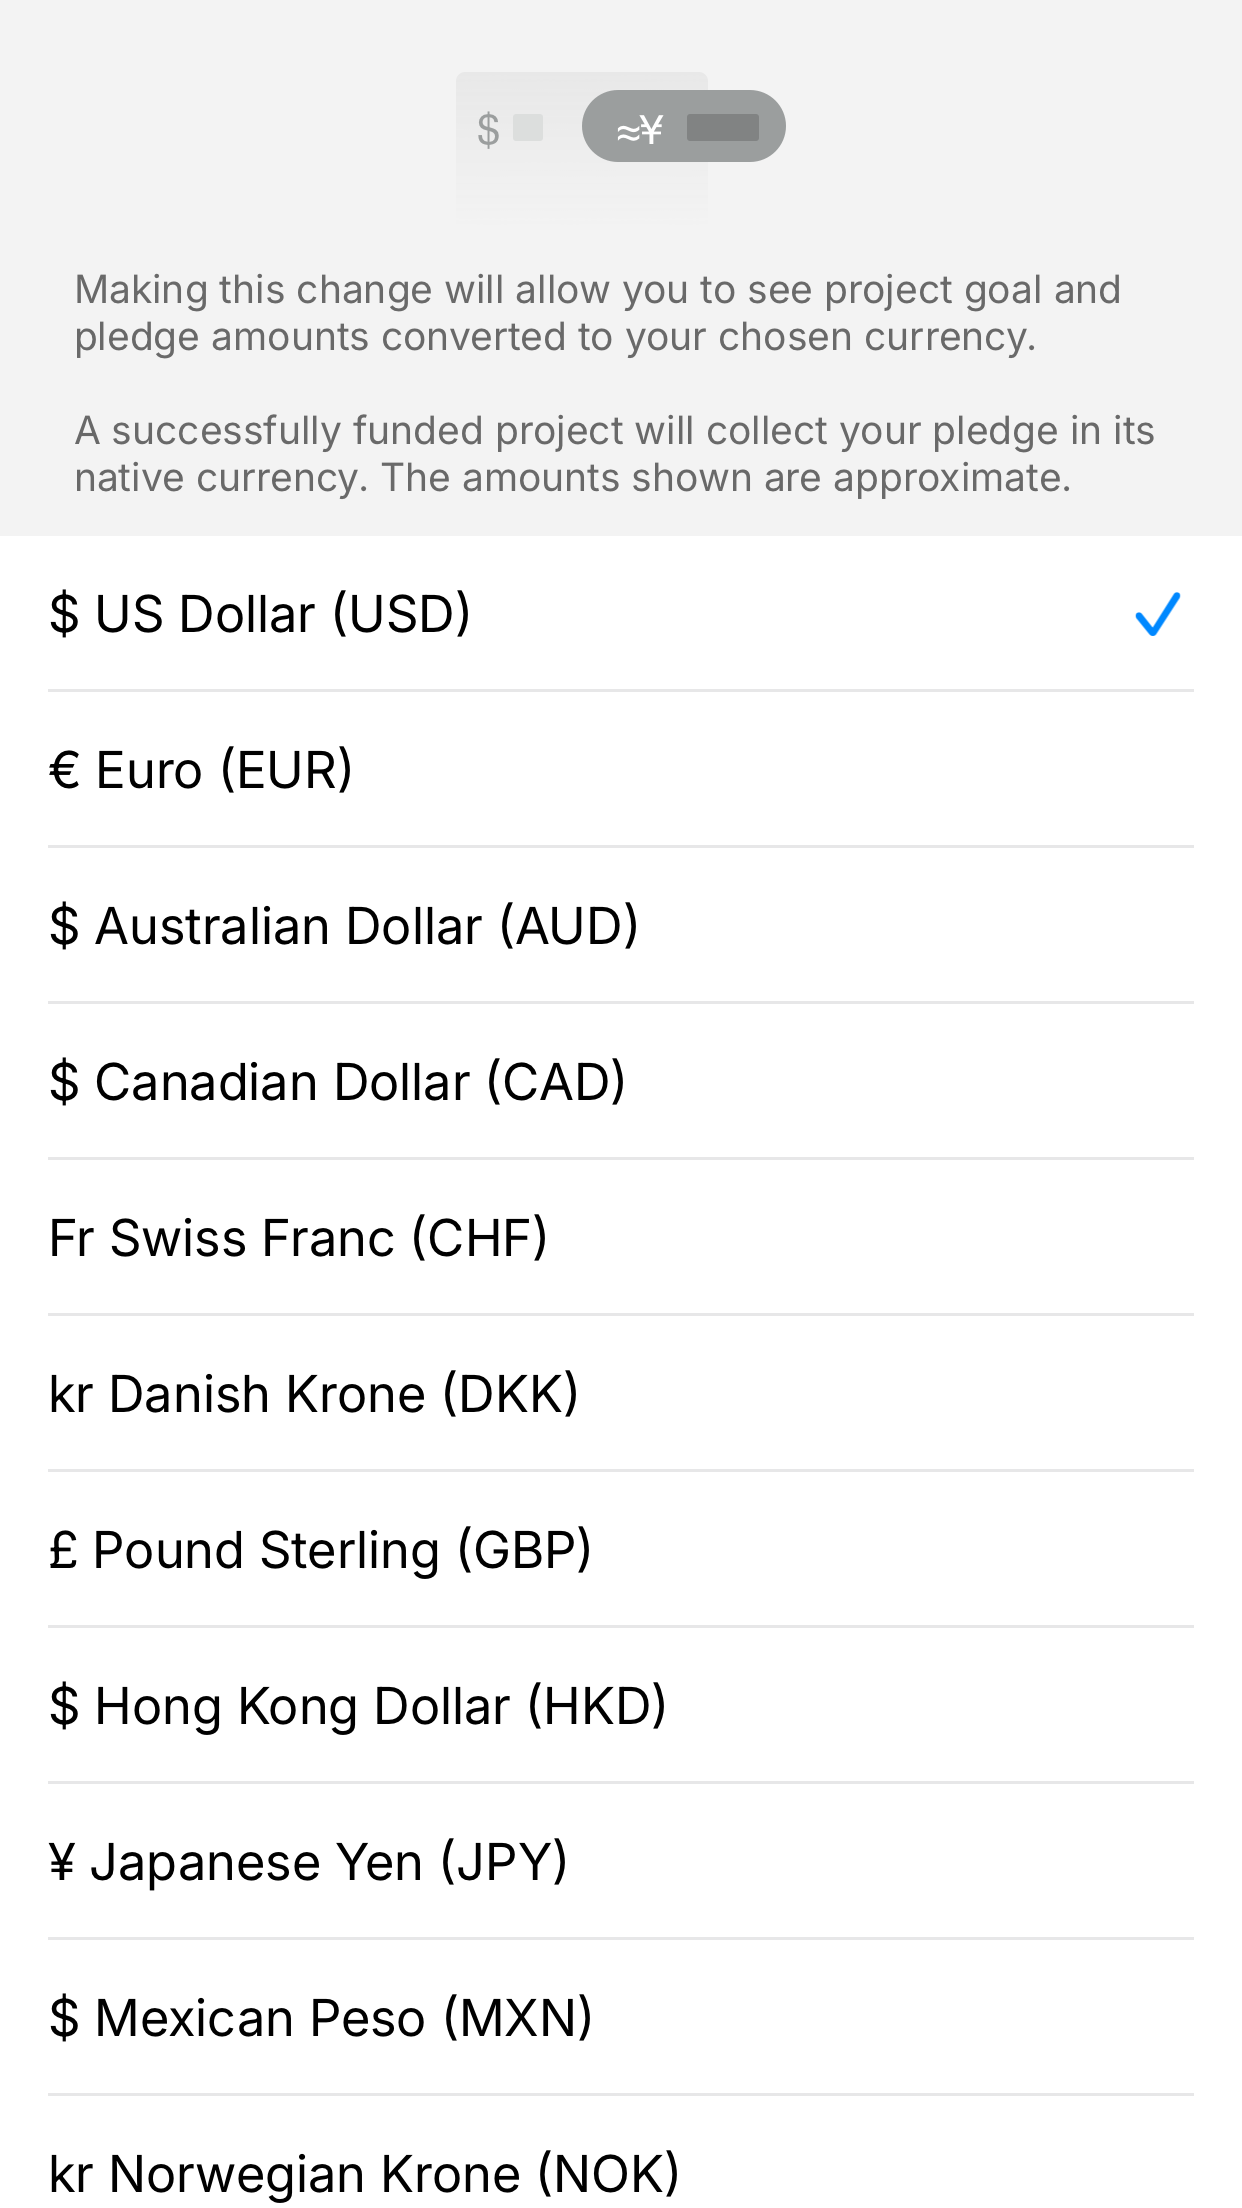 $ ≈¥
Making this change will allow you to see project goal and
pledge amounts converted to your chosen currency.
A successfully funded project will collect your pledge in its
native currency. The amounts shown are approximate.
$ US Dollar (USD)
€ Euro (EUR)
$ Australian Dollar (AUD)
$ Canadian Dollar (CAD)
Fr Swiss Franc (CHF)
kr Danish Krone (DKK)
£ Pound Sterling (GBP)
$ Hong Kong Dollar (HKD)
¥ Japanese Yen (JPY)
$ Mexican Peso (MXN)
kr Norwegian Krone (NOK)